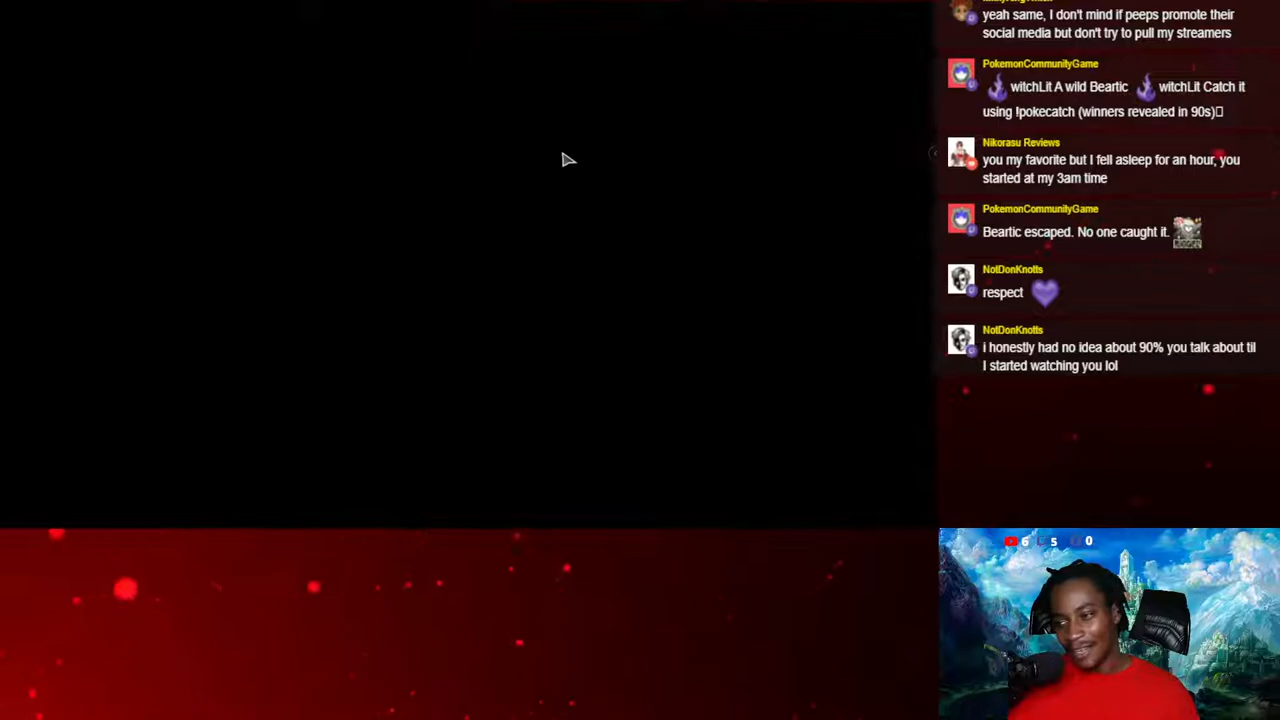 yeah same, I don't mind if peeps promote their
social media but don't try to pull my streamers
PokemonCommunityGame
witchLit A wild Beartic witchLit Catch it
using !pokecatch (winners revealed in 90s)
Nikorasu Reviews
you my favorite but I fell asleep for an hour, you
started at my 3am time
PokemonCommunityGame
Beartic escaped. No one caught it.
NotDonKnotts
respect
NotDonKnotts
i honestly had no idea about 90% you talk about til
I started watching you lol
6 5 0